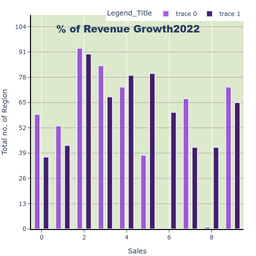 Legend_Title
trace 0
trace 1
% of Revenue Growth2022
Total no. of Region
104
91
78
65
52
39
26
13
0
0
2
4
6
8
Sales